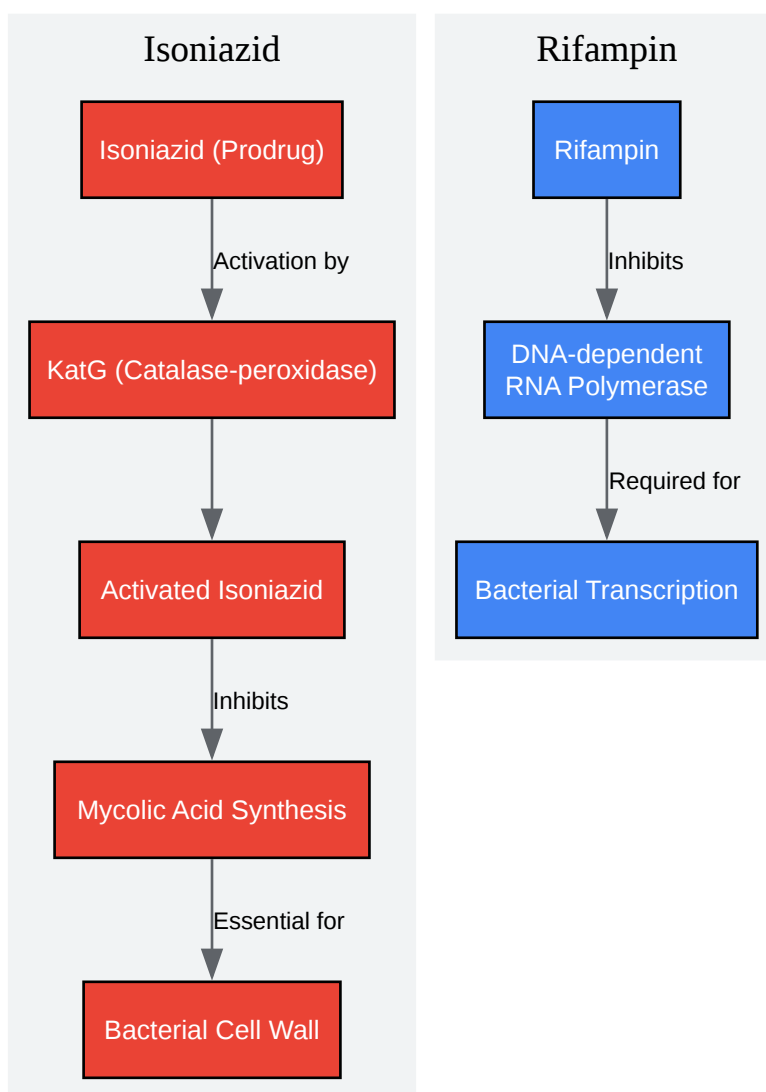 Isoniazid
Isoniazid (Prodrug)
Activation by
KatG (Catalase-peroxidase)
Activated Isoniazid
Inhibits
Mycolic Acid Synthesis
Essential for
Bacterial Cell Wall
Rifampin
Rifampin
Inhibits
DNA-dependent
RNA Polymerase
Required for
Bacterial Transcription